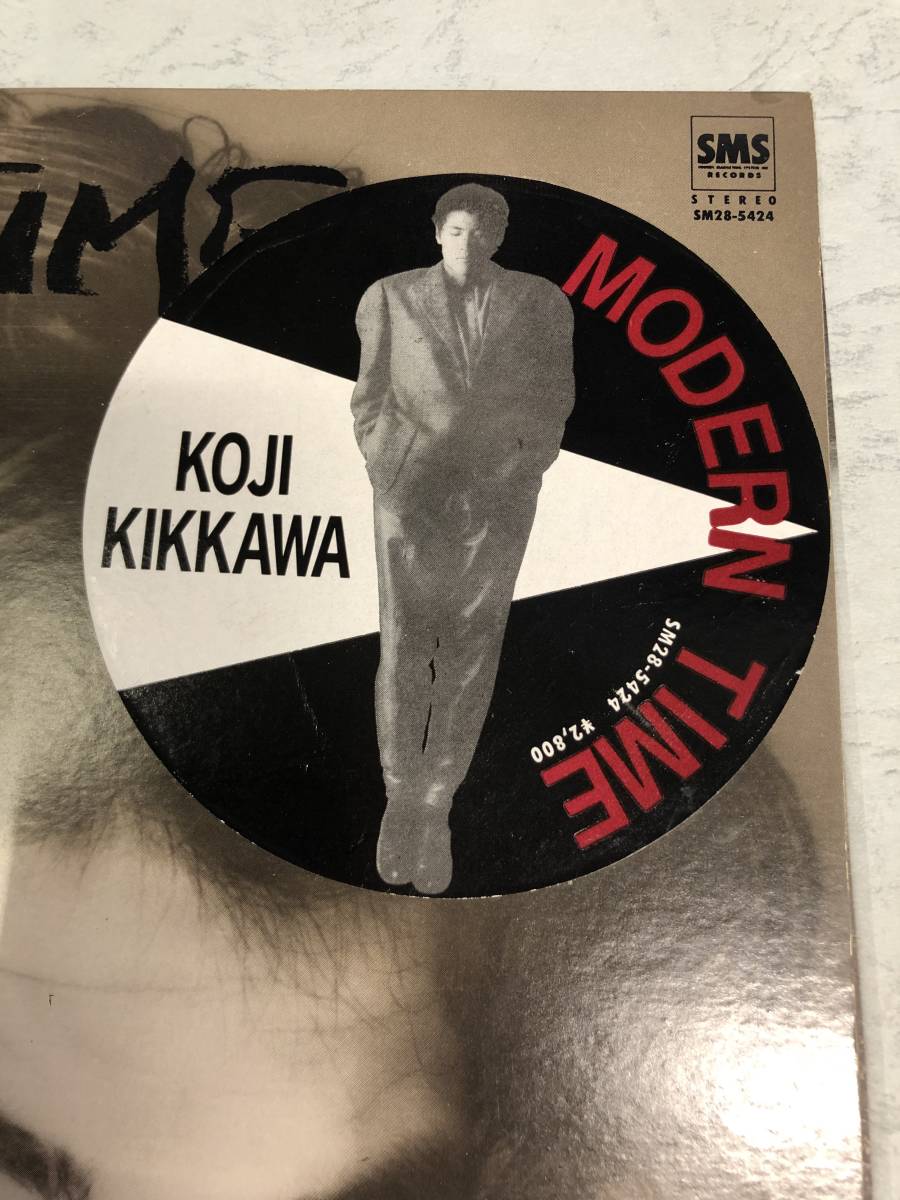 TIME
SMS
RECORDS
STEREO
SM28-5424
MODERN TIME
KOJI
KIKKAWA
SM28-5424 ¥2,800